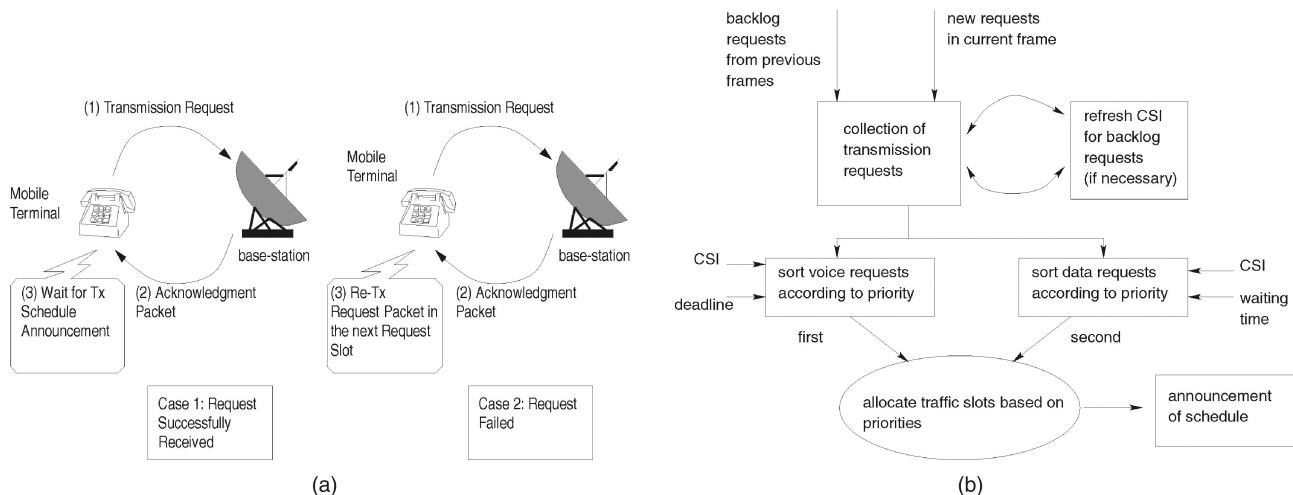 (1) Transmission Request
Mobile
Terminal
base-station
(3) Wait for Tx
Schedule
Announcement
(2) Acknowledgment
Packet
Case 1: Request
Successfully
Received
(1) Transmission Request
Mobile
Terminal
base-station
(3) Re-Tx
Request Packet in
the next Request
Slot
(2) Acknowledgment
Packet
Case 2: Request
Failed
(a)
backlog
requests
from previous
frames
new requests
in current frame
collection of
transmission
requests
refresh CSI
for backlog
requests
(if necessary)
CSI
deadline
sort voice requests
according to priority
sort data requests
according to priority
CSI
waiting
time
first
second
allocate traffic slots based on
priorities
announcement
of schedule
(b)